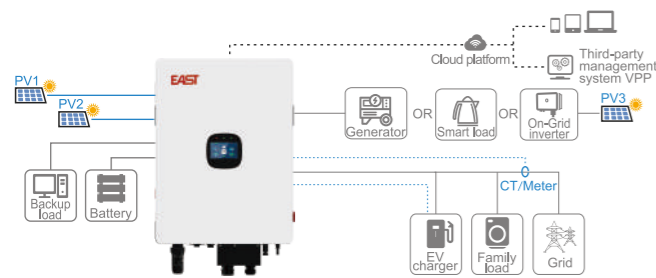 EAST
Cloud platform
Third-party
management
system VPP
PV1
PV2
Generator
OR
Smart load
OR
On-Grid
inverter
PV3
Backup
load
Battery
CT/Meter
EV
charger
Family
load
Grid